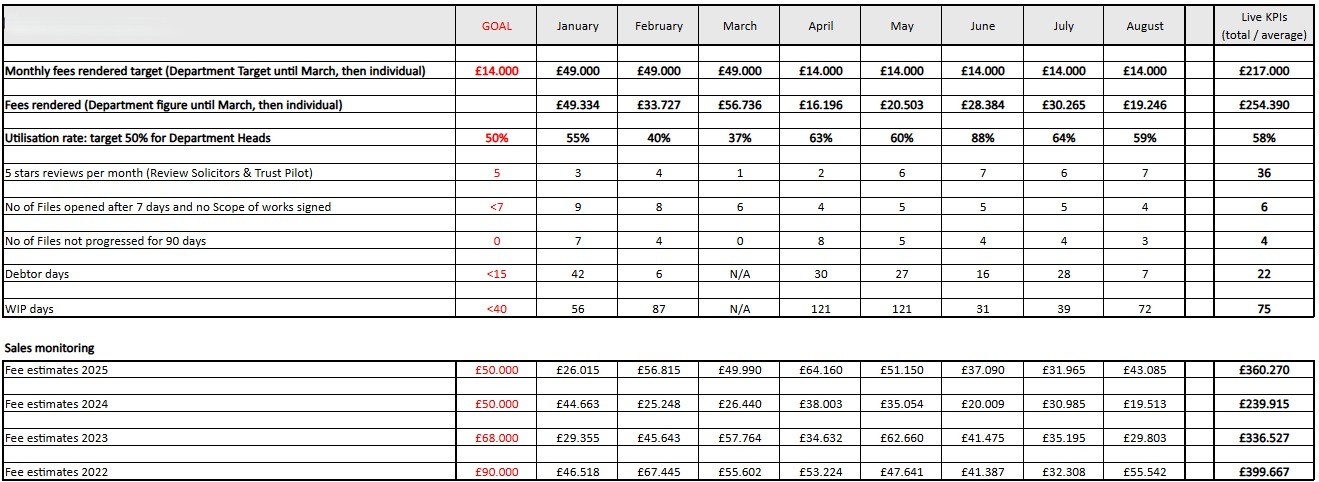 GOAL January February March April May June July August Live KPIs
(total / average)
Monthly fees rendered target (Department Target until March, then individual) £14.000 £49.000 £49.000 £49.000 £14.000 £14.000 £14.000 £14.000 £14.000 £217.000
Fees rendered (Department figure until March, then individual) £49.334 £33.727 £56.736 £16.196 £20.503 £28.384 £30.265 £19.246 £254.390
Utilisation rate: target 50% for Department Heads 50% 55% 40% 37% 63% 60% 88% 64% 59% 58%
5 stars reviews per month (Review Solicitors & Trust Pilot) 5 3 4 1 2 6 7 6 7 36
No of Files opened after 7 days and no Scope of works signed <7 9 8 6 4 5 5 5 4 6
No of Files not progressed for 90 days 0 7 4 0 8 5 4 4 3 4
Debtor days <15 42 6 N/A 30 27 16 28 7 22
WIP days <40 56 87 N/A 121 121 31 39 72 75
Sales monitoring
Fee estimates 2025 £50.000 £26.015 £56.815 £49.990 £64.160 £51.150 £37.090 £31.965 £43.085 £360.270
Fee estimates 2024 £50.000 £44.663 £25.248 £26.440 £38.003 £35.054 £20.009 £30.985 £19.513 £239.915
Fee estimates 2023 £68.000 £29.355 £45.643 £57.764 £34.632 £62.660 £41.475 £35.195 £29.803 £336.527
Fee estimates 2022 £90.000 £46.518 £67.445 £55.602 £53.224 £47.641 £41.387 £32.308 £55.542 £399.667